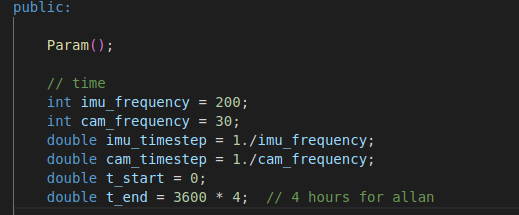 public:
Param();
// time
int imu_frequency = 200;
int cam_frequency = 30;
double imu_timestep = 1./imu_frequency;
double cam_timestep = 1./cam_frequency;
double t_start = 0;
double t_end = 3600 * 4;  // 4 hours for allan